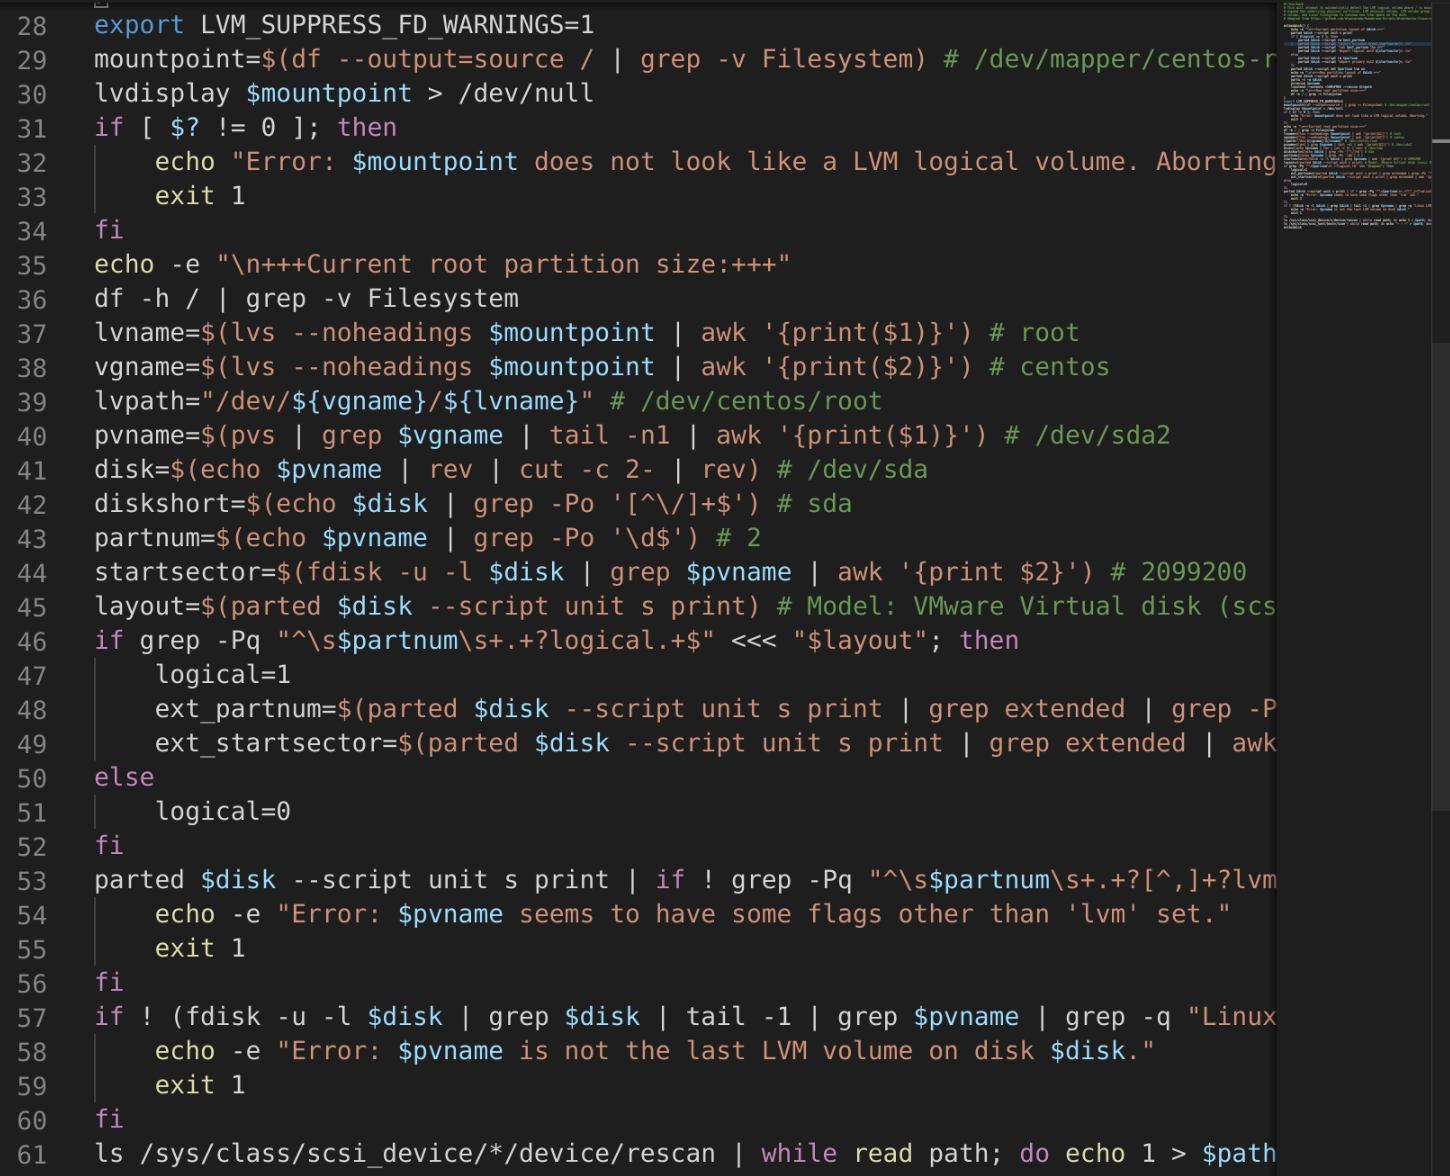 28 export LVM_SUPPRESS_FD_WARNINGS=1
29 mountpoint=$(df --output=source / | grep -v Filesystem) # /dev/mapper/centos-r
30 lvdisplay $mountpoint > /dev/null
31 if [ $? != 0 ]; then
32     echo "Error: $mountpoint does not look like a LVM logical volume. Aborting
33     exit 1
34 fi
35 echo -e "\n+++Current root partition size:+++"
36 df -h / | grep -v Filesystem
37 lvname=$(lvs --noheadings $mountpoint | awk '{print($1)}') # root
38 vgname=$(lvs --noheadings $mountpoint | awk '{print($2)}') # centos
39 lvpath="/dev/${vgname}/${lvname}" # /dev/centos/root
40 pvname=$(pvs | grep $vgname | tail -n1 | awk '{print($1)}') # /dev/sda2
41 disk=$(echo $pvname | rev | cut -c 2- | rev) # /dev/sda
42 diskshort=$(echo $disk | grep -Po '[^\/]+$') # sda
43 partnum=$(echo $pvname | grep -Po '\d$') # 2
44 startsector=$(fdisk -u -l $disk | grep $pvname | awk '{print $2}') # 2099200
45 layout=$(parted $disk --script unit s print) # Model: VMware Virtual disk (scs
46 if grep -Pq "^\s$partnum\s+.+?logical.+$" <<< "$layout"; then
47     logical=1
48     ext_partnum=$(parted $disk --script unit s print | grep extended | grep -P
49     ext_startsector=$(parted $disk --script unit s print | grep extended | awk
50 else
51     logical=0
52 fi
53 parted $disk --script unit s print | if ! grep -Pq "^\s$partnum\s+.+?[^,]+?lvm
54     echo -e "Error: $pvname seems to have some flags other than 'lvm' set."
55     exit 1
56 fi
57 if ! (fdisk -u -l $disk | grep $disk | tail -1 | grep $pvname | grep -q "Linux
58     echo -e "Error: $pvname is not the last LVM volume on disk $disk."
59     exit 1
60 fi
61 ls /sys/class/scsi_device/*/device/rescan | while read path; do echo 1 > $path